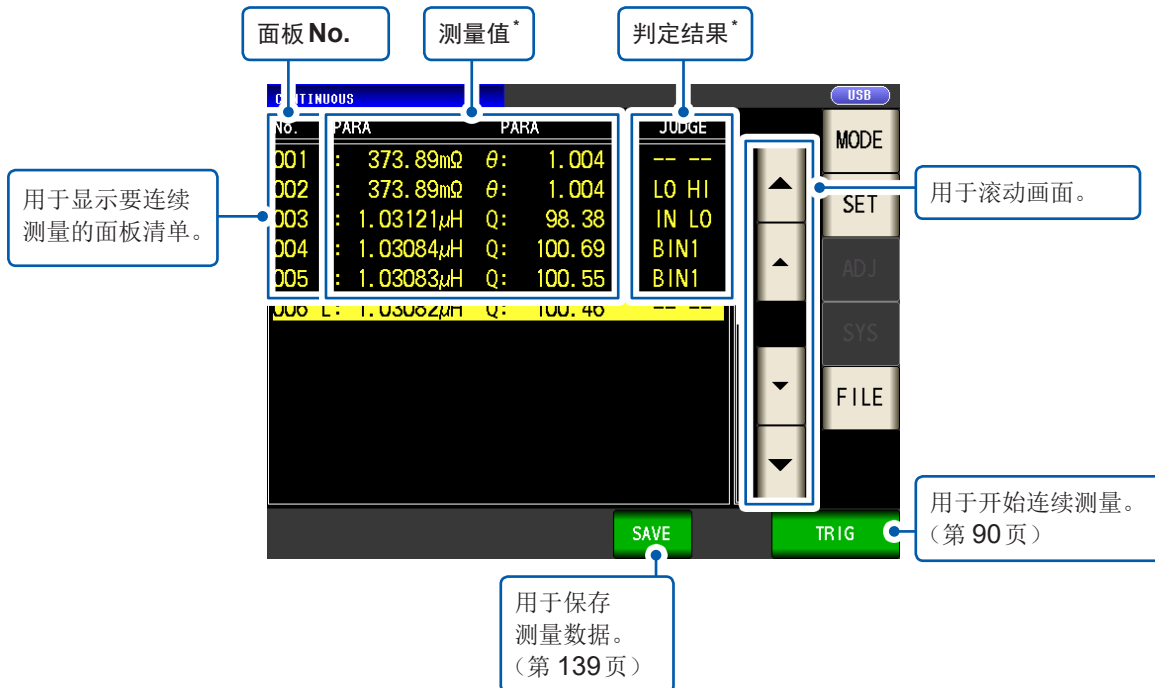 面板 No.
测量值*
判定结果*
CONTINUOUS
USB
No. PARA PARA JUDGE
001 : 373.89mΩ θ: 1.004 -- --
002 : 373.89mΩ θ: 1.004 LO HI
003 : 1.03121μH Q: 98.38 IN LO
004 : 1.03084μH Q: 100.69 BIN1
005 : 1.03083μH Q: 100.55 BIN1
006 L: 1.03082μH Q: 100.46 -- --
MODE
SET
ADJ
SYS
FILE
SAVE
TRIG
用于显示要连续
测量的面板清单。
用于滚动画面。
用于开始连续测量。
（第 90 页）
用于保存
测量数据。
（第 139 页）